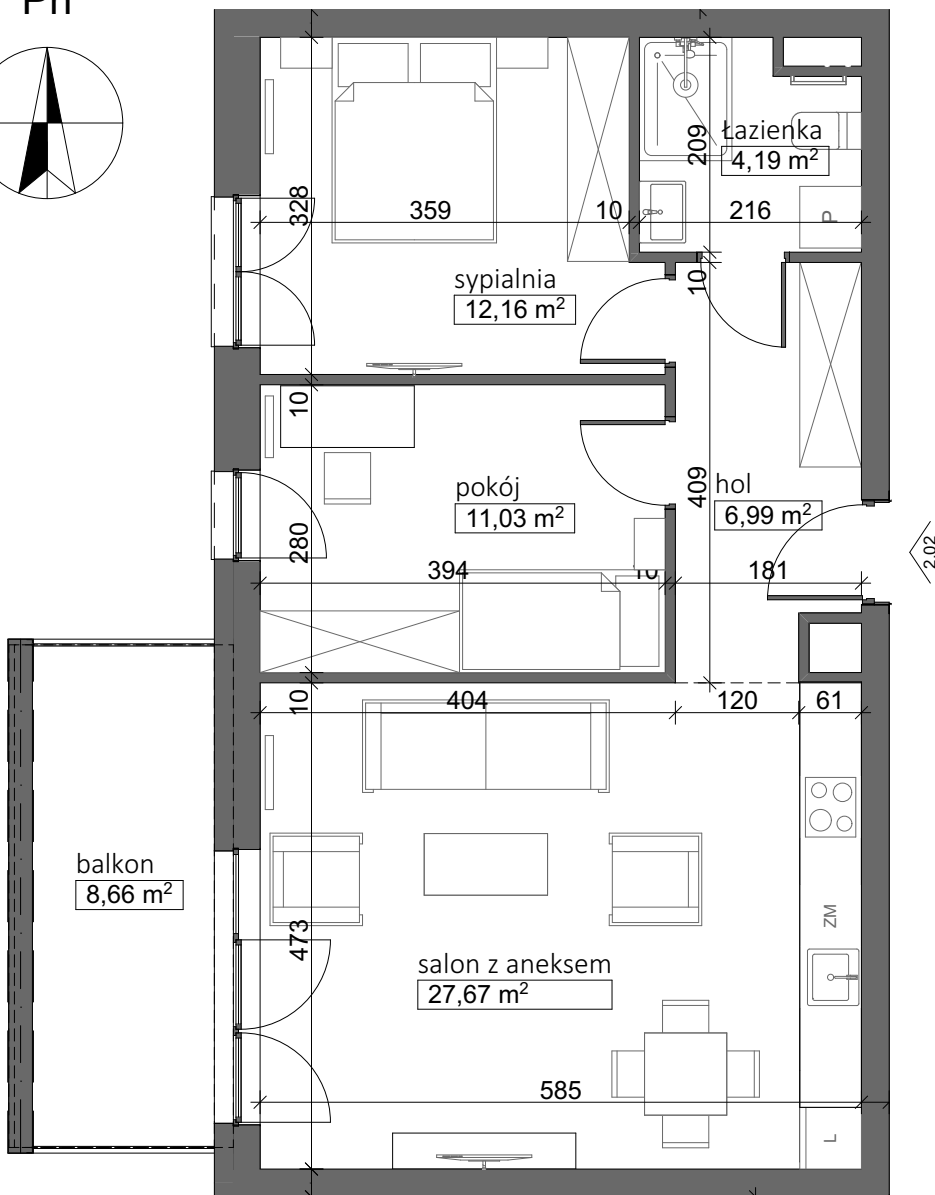 Pn
Łazienka
4,19 m²
209
328
359
10
216
P
sypialnia
12,16 m²
10
10
pokój
11,03 m²
hol
6,99 m²
409
2.02
280
394
10
181
10
404
120
61
balkon
8,66 m²
ZM
473
salon z aneksem
27,67 m²
585
L